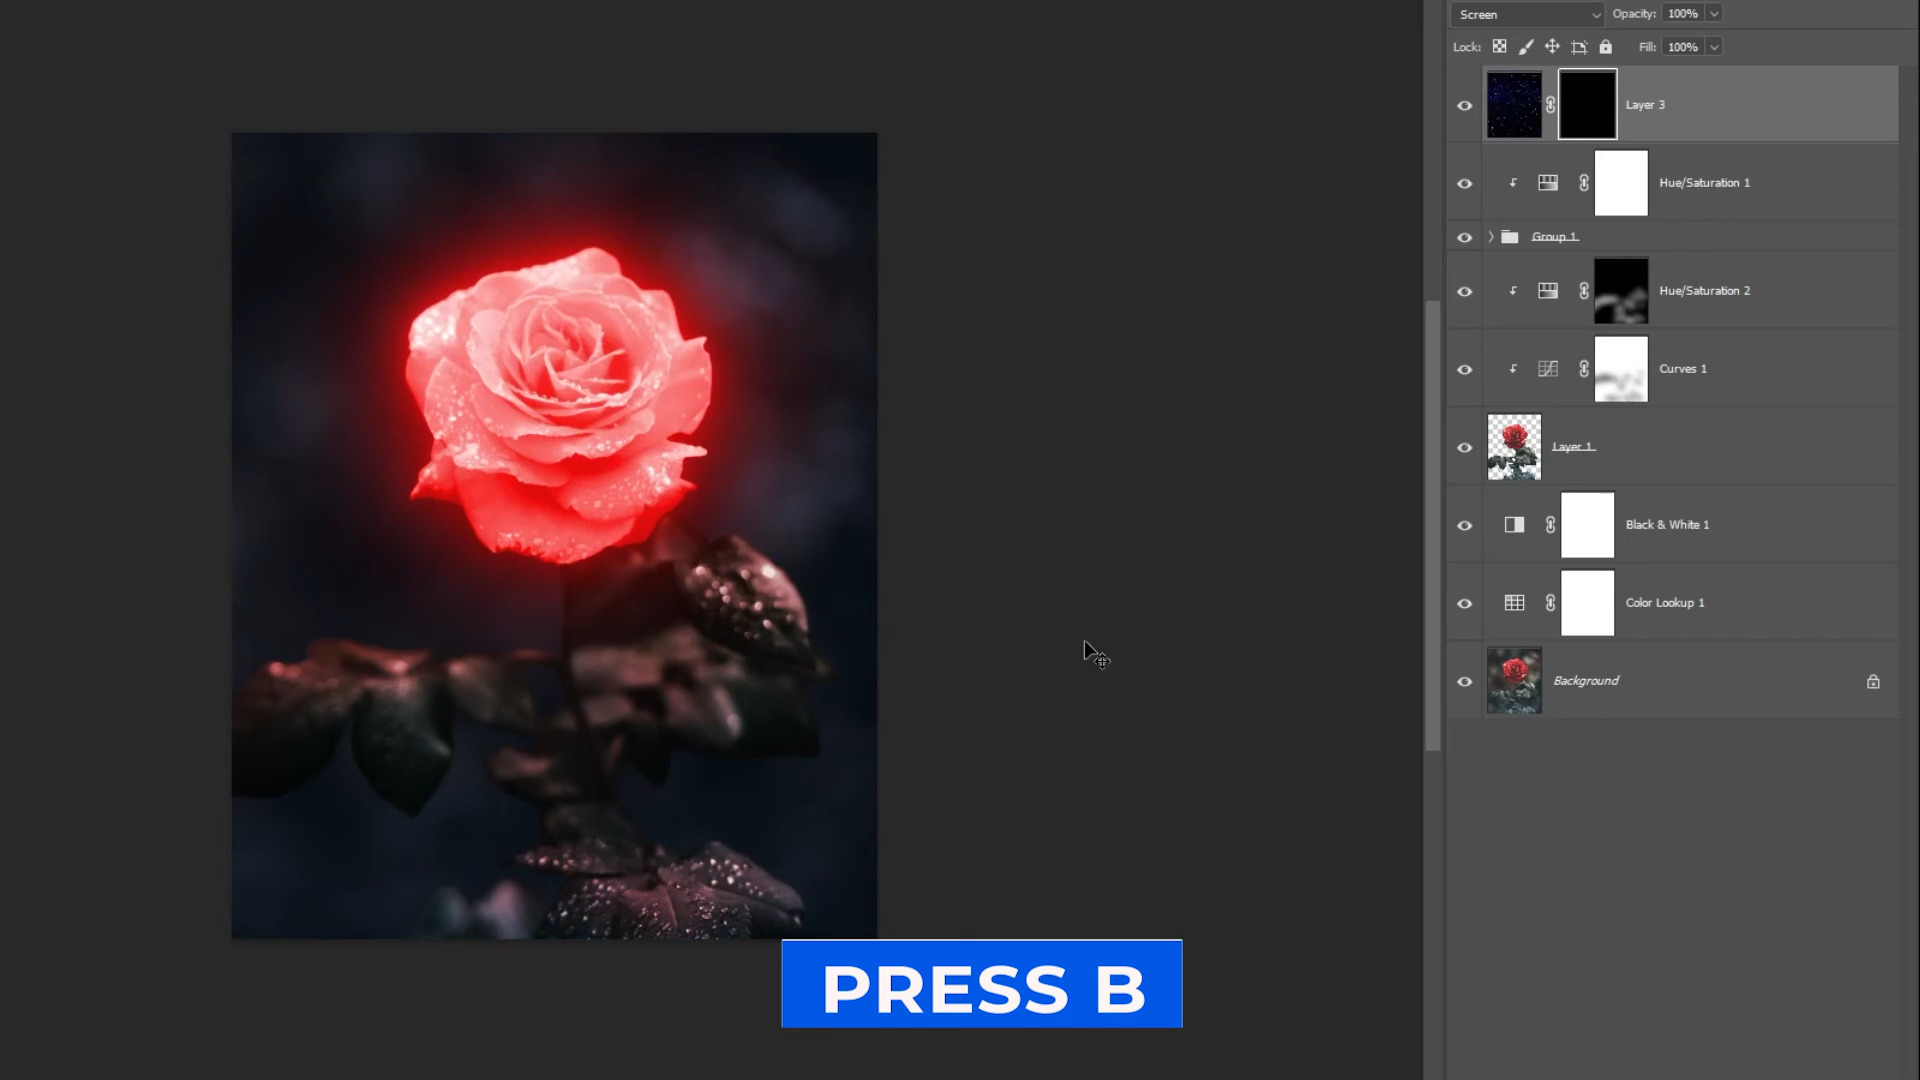 Screen
Opacity: 100%
Lock:
Fill: 100%
Layer 3
Hue/Saturation 1
Group 1
Hue/Saturation 2
Curves 1
Layer 1
Black & White 1
Color Lookup 1
Background
PRESS B